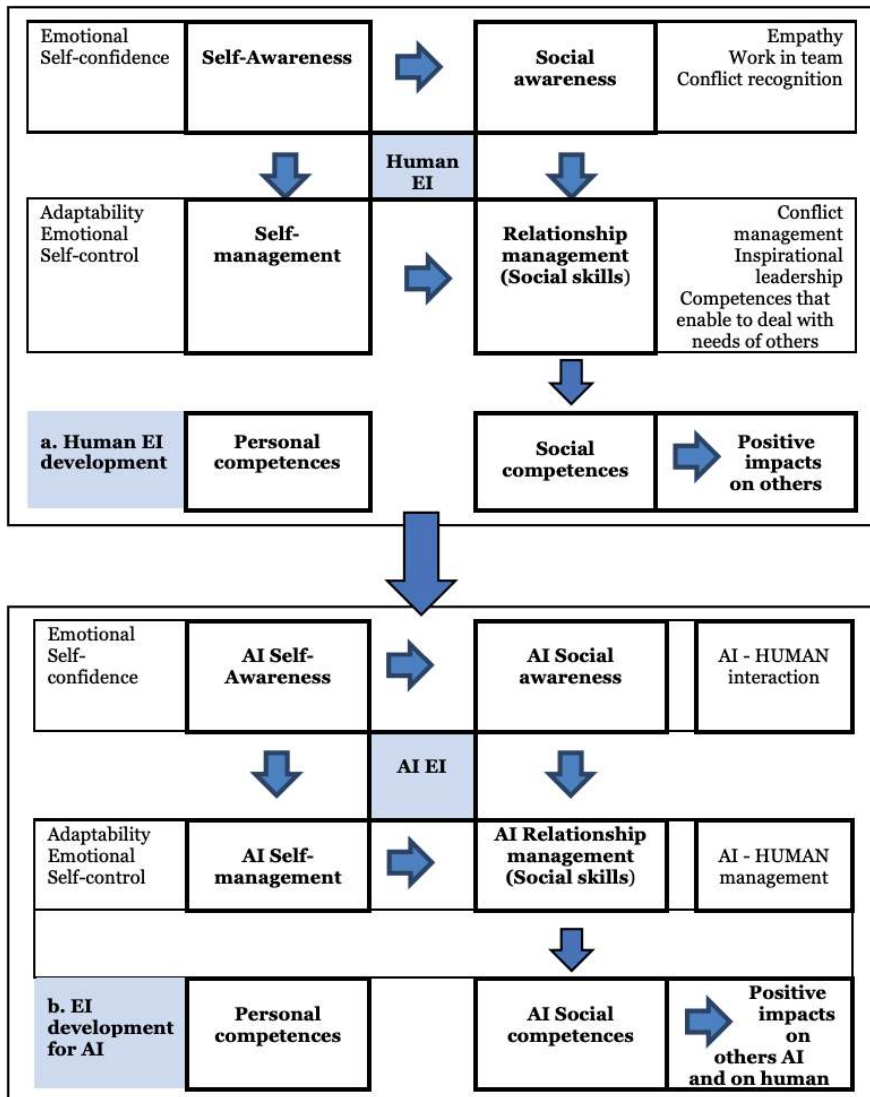 Emotional
Self-confidence
Self-Awareness
Social
awareness
Empathy
Work in team
Conflict recognition
Human
EI
Adaptability
Emotional
Self-control
Self-
management
Relationship
management
(Social skills)
Conflict
management
Inspirational
leadership
Competences that
enable to deal with
needs of others
a. Human EI
development
Personal
competences
Social
competences
Positive
impacts
on others
Emotional
Self-
confidence
AI Self-
Awareness
AI Social
awareness
AI - HUMAN
interaction
AI EI
Adaptability
Emotional
Self-control
AI Self-
management
AI Relationship
management
(Social skills)
AI - HUMAN
management
b. EI
development
for AI
Personal
competences
AI Social
competences
Positive
impacts
on
others AI
and on human